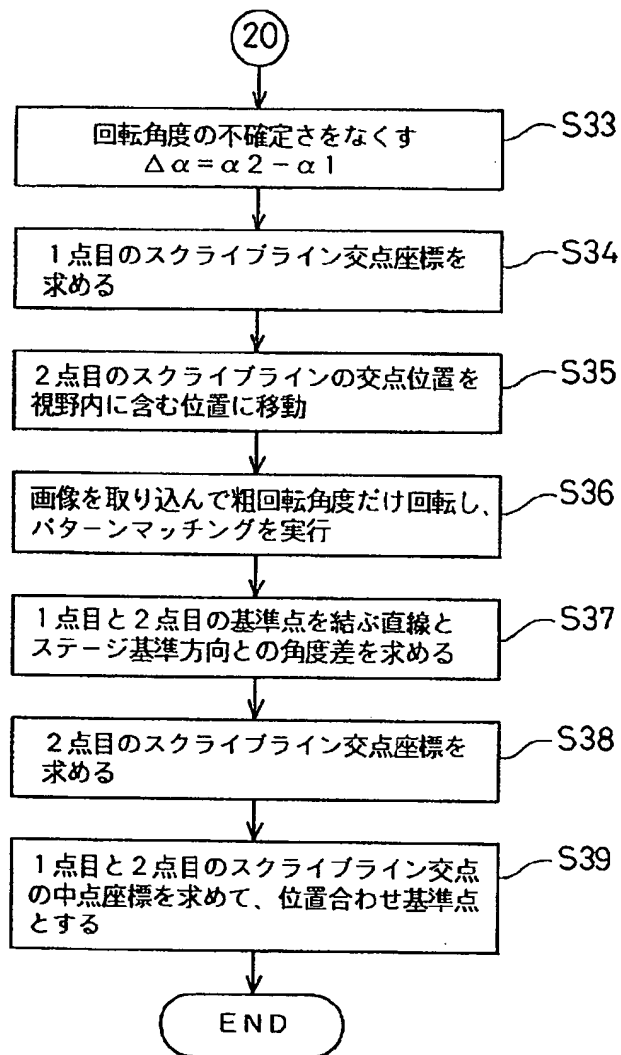 20
回転角度の不確定さをなくす
△α=α2-α1
S33
1点目のスクライブライン交点座標を
求める
S34
2点目のスクライブラインの交点位置を
視野内に含む位置に移動
S35
画像を取り込んで粗回転角度だけ回転し、
パターンマッチングを実行
S36
1点目と2点目の基準点を結ぶ直線と
ステージ基準方向との角度差を求める
S37
2点目のスクライブライン交点座標を
求める
S38
1点目と2点目のスクライブライン交点
の中点座標を求めて、位置合わせ基準点
とする
S39
END